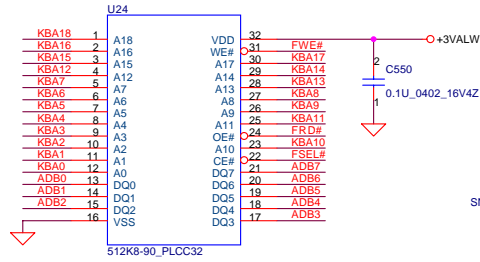 U24
KBA18 1 A18 VDD 32 +3VALW
KBA16 2 A16 WE# 31 FWE#
KBA15 3 A15 A17 30 KBA17
KBA12 4 A12 A14 29 KBA14
KBA7 5 A7 A13 28 KBA13
KBA6 6 A6 A8 27 KBA8
KBA5 7 A5 A9 26 KBA9
KBA4 8 A4 A11 25 KBA11
KBA3 9 A3 OE# 24 FRD#
KBA2 10 A2 A10 23 KBA10
KBA1 11 A1 CE# 22 FSEL#
KBA0 12 A0 DQ7 21 ADB7
ADB0 13 DQ0 DQ6 20 ADB6
ADB1 14 DQ1 DQ5 19 ADB5
ADB2 15 DQ2 DQ4 18 ADB4
16 VSS DQ3 17 ADB3
512K8-90_PLCC32
2
C550
0.1U_0402_16V4Z
1